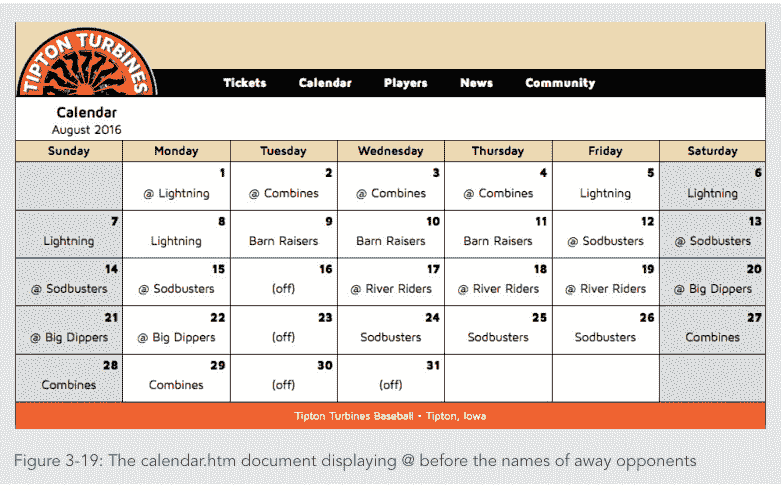 TIPTON TURBINES
Tickets Calendar Players News Community
Calendar
August 2016
Sunday Monday Tuesday Wednesday Thursday Friday Saturday
1 2 3 4 5 6
@ Lightning @ Combines @ Combines @ Combines Lightning Lightning
7 8 9 10 11 12 13
Lightning Lightning Barn Raisers Barn Raisers Barn Raisers @ Sodbusters @ Sodbusters
14 15 16 17 18 19 20
@ Sodbusters @ Sodbusters (off) @ River Riders @ River Riders @ River Riders @ Big Dippers
21 22 23 24 25 26 27
@ Big Dippers @ Big Dippers (off) Sodbusters Sodbusters Sodbusters Combines
28 29 30 31
Combines Combines (off) (off)
Tipton Turbines Baseball • Tipton, Iowa
Figure 3-19: The calendar.htm document displaying @ before the names of away opponents